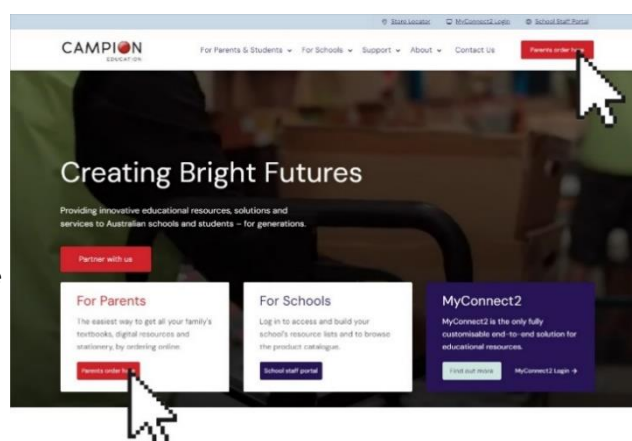 Store Locator MyConnect2 Login School Staff Portal
CAMPION
EDUCATION
For Parents & Students For Schools Support About Contact Us
Parents order
Creating Bright Futures
Providing innovative educational resources, solutions and
services to Australian schools and students – for generations.
Partner with us
For Parents
The easiest way to get all your family's
textbooks, digital resources and
stationery, by ordering online.
Parents order
For Schools
Log in to access and build your
school's resource lists and to browse
the product catalogue.
School staff portal
MyConnect2
MyConnect2 is the only fully
customisable end-to-end solution for
educational resources.
Find out more MyConnect2 Login →